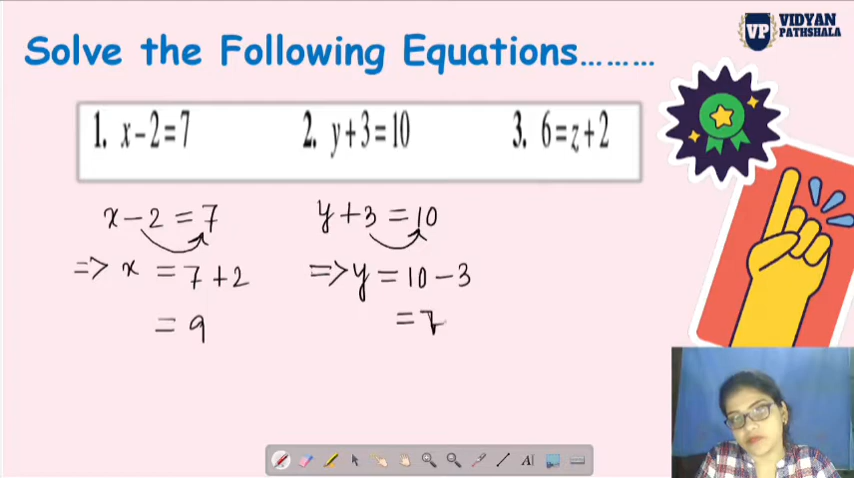 Solve the Following Equations.........
VP VIDYAN
PATHSHALA
1. x-2=7 2. y+3=10 3. 6=z+2
x-2=7 y+3=10
=> x = 7+2 => y = 10-3
= 9 = 7
A